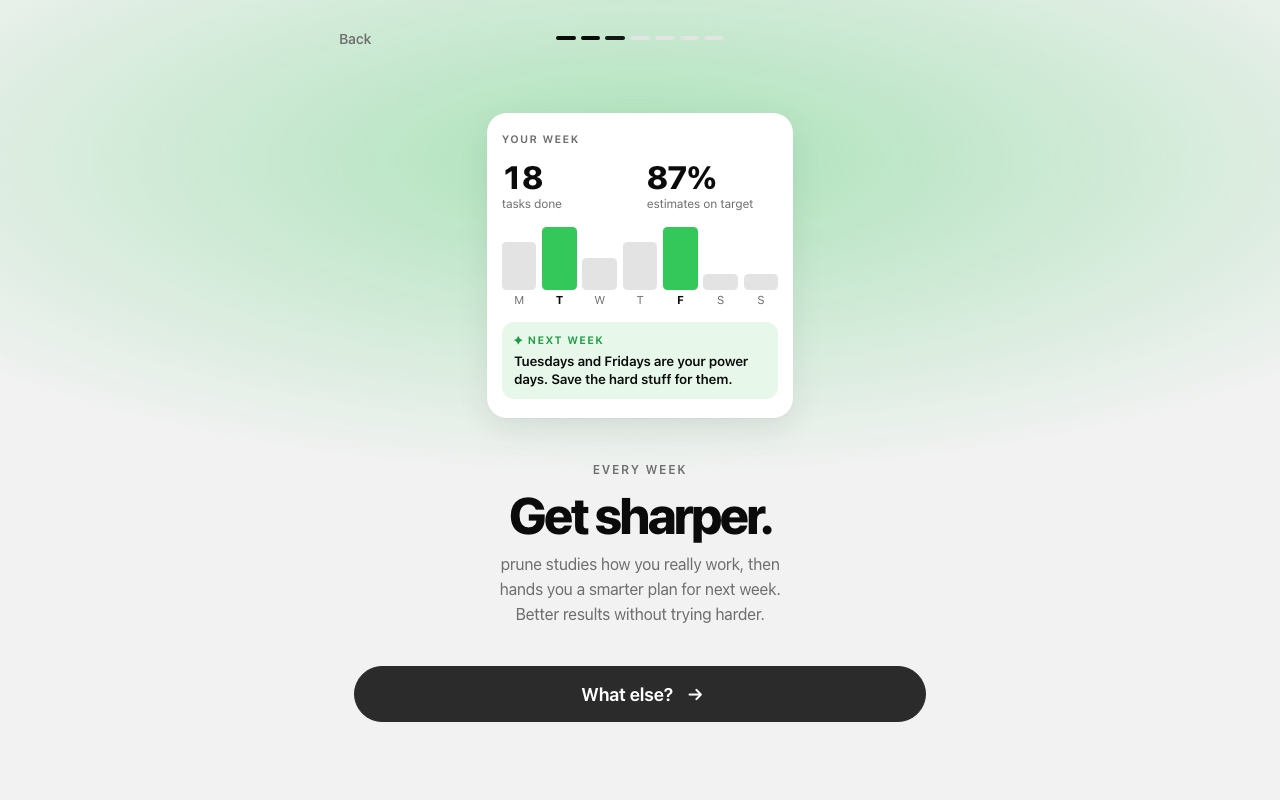 Back
YOUR WEEK
18 87%
tasks done estimates on target
M T W T F S S
✦ NEXT WEEK
Tuesdays and Fridays are your power
days. Save the hard stuff for them.
EVERY WEEK
Get sharper.
prune studies how you really work, then
hands you a smarter plan for next week.
Better results without trying harder.
What else? →